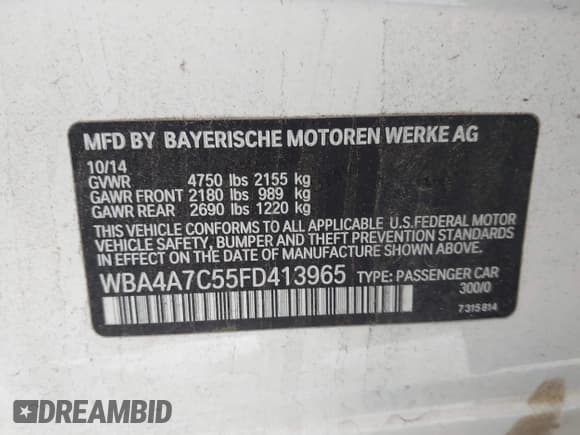 MFD BY BAYERISCHE MOTOREN WERKE AG
10/14
GVWR 4750 lbs 2155 kg
GAWR FRONT 2180 lbs 989 kg
GAWR REAR 2690 lbs 1220 kg
THIS VEHICLE CONFORMS TO ALL APPLICABLE U.S.FEDERAL MOTOR
VEHICLE SAFETY, BUMPER AND THEFT PREVENTION STANDARDS
IN EFFECT ON THE DATE OF MANUFACTURE SHOWN ABOVE.
WBA4A7C55FD413965 TYPE: PASSENGER CAR
300/0
7315814
DREAMBID